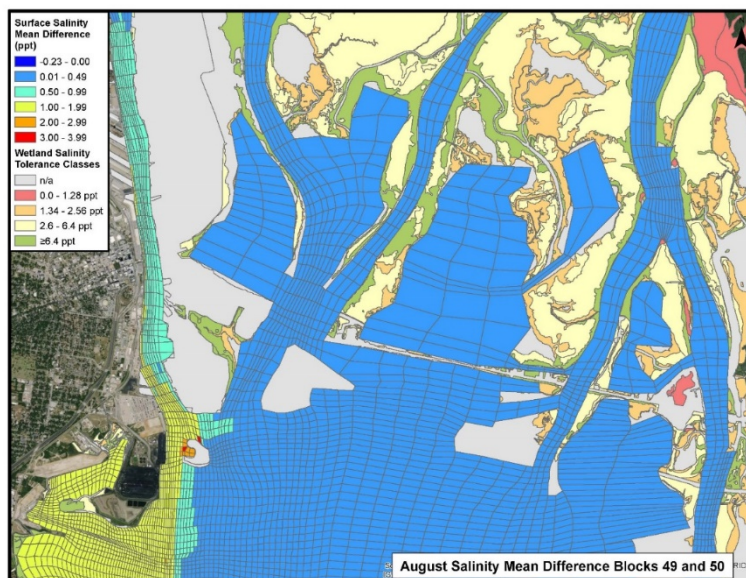 Surface Salinity
Mean Difference
(ppt)
-0.23 - 0.00
0.01 - 0.49
0.50 - 0.99
1.00 - 1.99
2.00 - 2.99
3.00 - 3.99
Wetland Salinity
Tolerance Classes
n/a
0.0 - 1.28 ppt
1.34 - 2.56 ppt
2.6 - 6.4 ppt
≥6.4 ppt
August Salinity Mean Difference Blocks 49 and 50